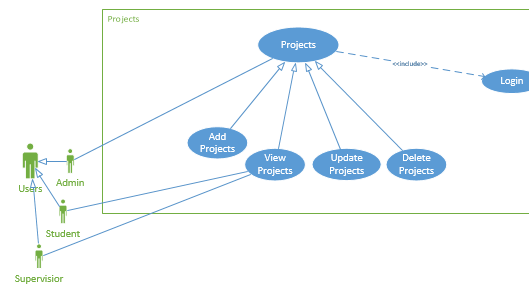 Projects
Projects
<<include>>
Login
Add
Projects
View
Projects
Update
Projects
Delete
Projects
Users
Admin
Student
Supervisior